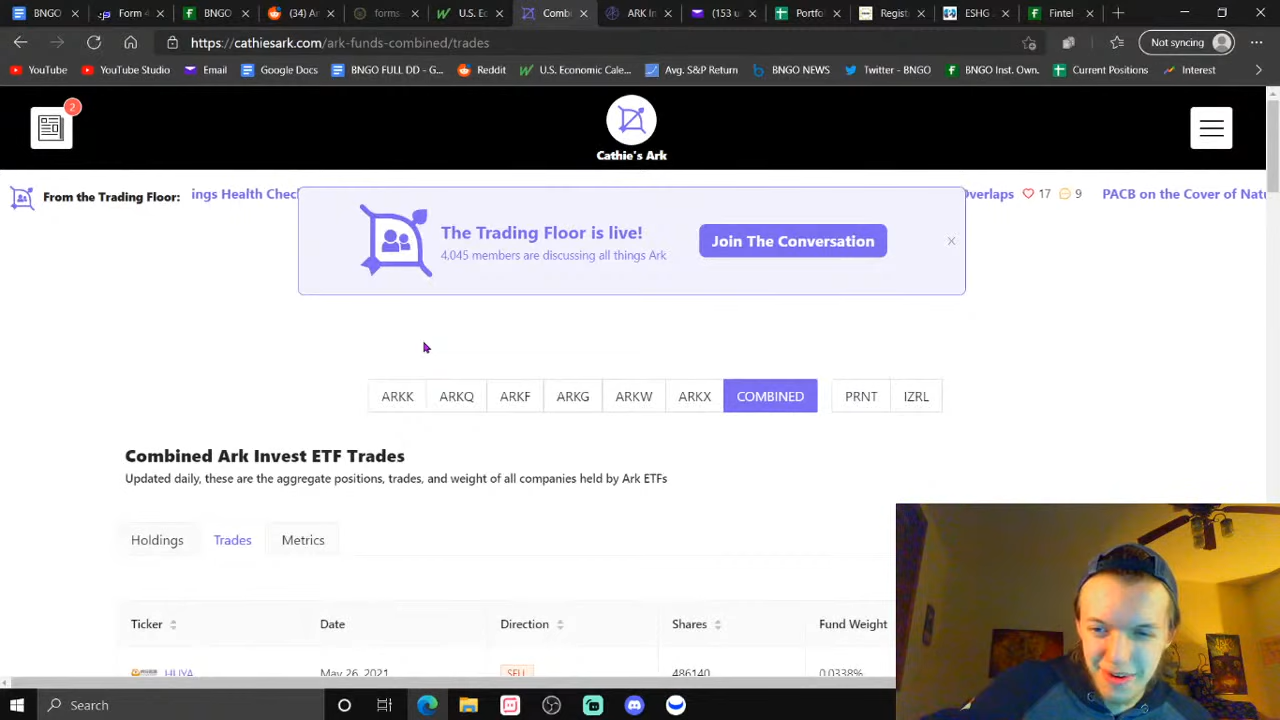 BNGO
Form 4
BNGO
(34) A
forms
U.S. Ec
Combi
ARK In
(153 u
Portfo
Regist
ESHG
Fintel
https://cathiesark.com/ark-funds-combined/trades
Not syncing
YouTube
YouTube Studio
Email
Google Docs
BNGO FULL DD - G...
Reddit
U.S. Economic Cale...
Avg. S&P Return
BNGO NEWS
Twitter - BNGO
BNGO Inst. Own.
Current Positions
Interest
2
Cathie's Ark
From the Trading Floor:
ings Health Chec
Overlaps
17
9
PACB on the Cover of Natu
The Trading Floor is live!
4,045 members are discussing all things Ark
Join The Conversation
ARKK
ARKQ
ARKF
ARKG
ARKW
ARKX
COMBINED
PRNT
IZRL
Combined Ark Invest ETF Trades
Updated daily, these are the aggregate positions, trades, and weight of all companies held by Ark ETFs
Holdings
Trades
Metrics
Ticker
Date
Direction
Shares
Fund Weight
HUYA
May 26, 2021
SELL
486140
0.0338%
Search